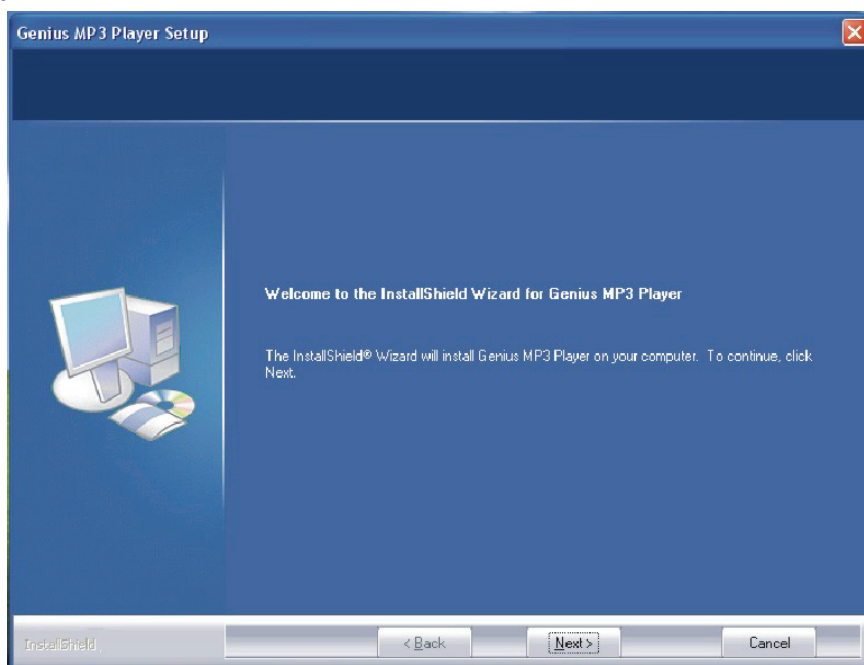 Genius MP3 Player Setup
Welcome to the InstallShield Wizard for Genius MP3 Player
The InstallShield® Wizard will install Genius MP3 Player on your computer. To continue, click
Next.
InstallShield
< Back
Next >
Cancel